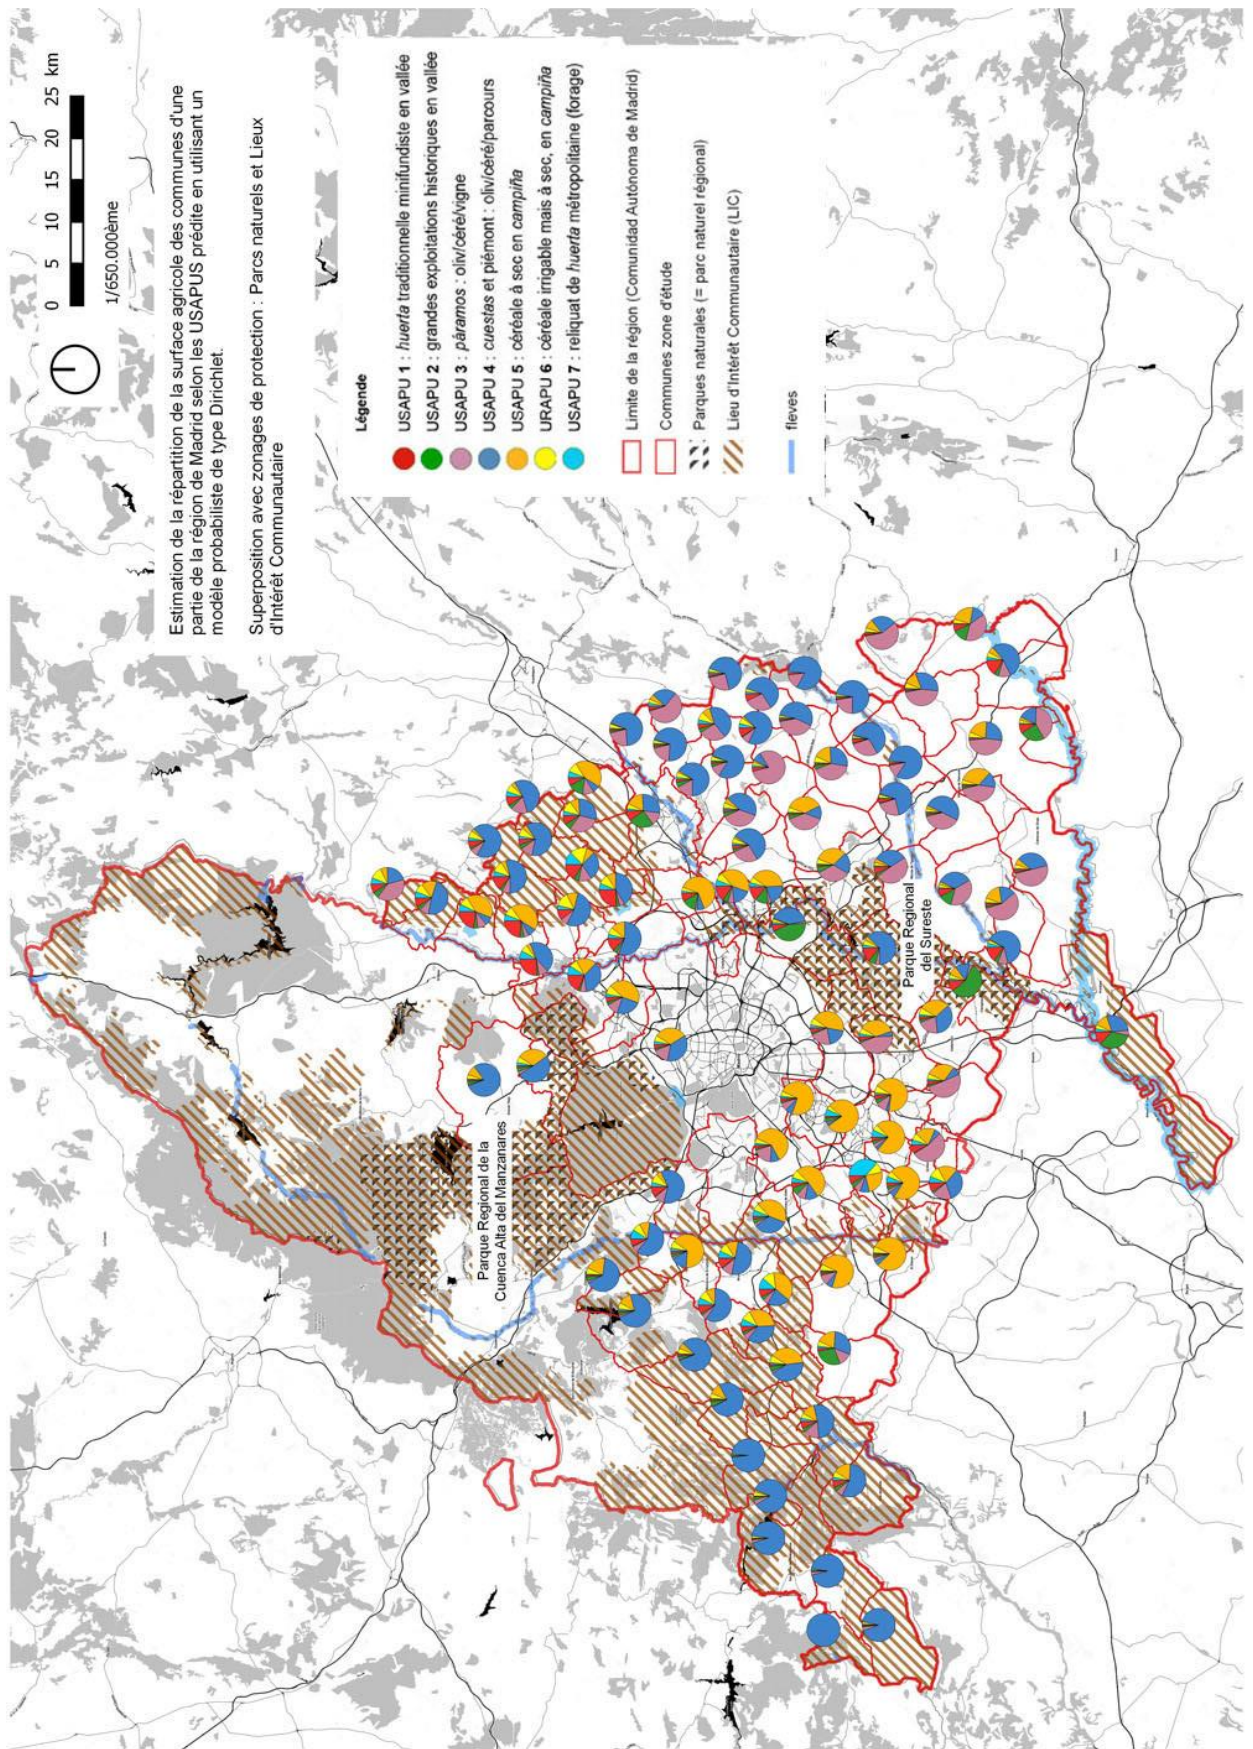 0 5 10 15 20 25 km
1/650.000ème
Estimation de la répartition de la surface agricole des communes d'une
partie de la région de Madrid selon les USAPUS prédite en utilisant un
modèle probabiliste de type Dirichlet.
Superposition avec zonages de protection : Parcs naturels et Lieux
d'Intérêt Communautaire
Légende
USAPU 1 : huerta traditionnelle minifundiste en vallée
USAPU 2 : grandes exploitations historiques en vallée
USAPU 3 : páramos : oliv/céré/vigne
USAPU 4 : cuestas et piémont : oliv/céré/parcours
USAPU 5 : céréale à sec en campiña
URAPU 6 : céréale irrigable mais à sec, en campiña
USAPU 7 : reliquat de huerta métropolitaine (forage)
Limite de la région (Comunidad Autónoma de Madrid)
Communes zone d'étude
Parques naturales (= parc naturel régional)
Lieu d'Intérêt Communautaire (LIC)
fleves
Parque Regional de la
Cuenca Alta del Manzanares
Parque Regional
del Sureste